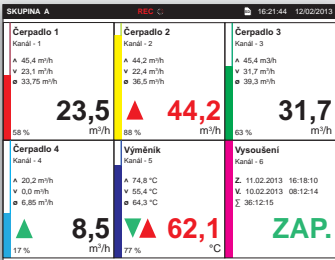 SKUPINA A REC 16:21:44 12/02/2013
Čerpadlo 1
Kanál - 1
ʌ 45,4 m³/h
v 23,1 m³/h
ø 33,75 m³/h
23,5
58 % m³/h
Čerpadlo 2
Kanál - 2
ʌ 44,2 m³/h
v 22,4 m³/h
ø 36,5 m³/h
44,2
88 % m³/h
Čerpadlo 3
Kanál - 3
ʌ 45,4 m3/h
v 31,7 m³/h
ø 39,3 m³/h
31,7
63 % m³/h
Čerpadlo 4
Kanál - 4
ʌ 20,2 m³/h
v 0,0 m³/h
ø 6,85 m³/h
8,5
17 % m³/h
Výměník
Kanál - 5
ʌ 74,8 °C
v 55,4 °C
ø 64,3 °C
62,1
77 % °C
Vysoušení
Kanál - 6
Z. 11.02.2013 16:18:10
V. 10.02.2013 08:12:14
∑ 36:12:15
ZAP.